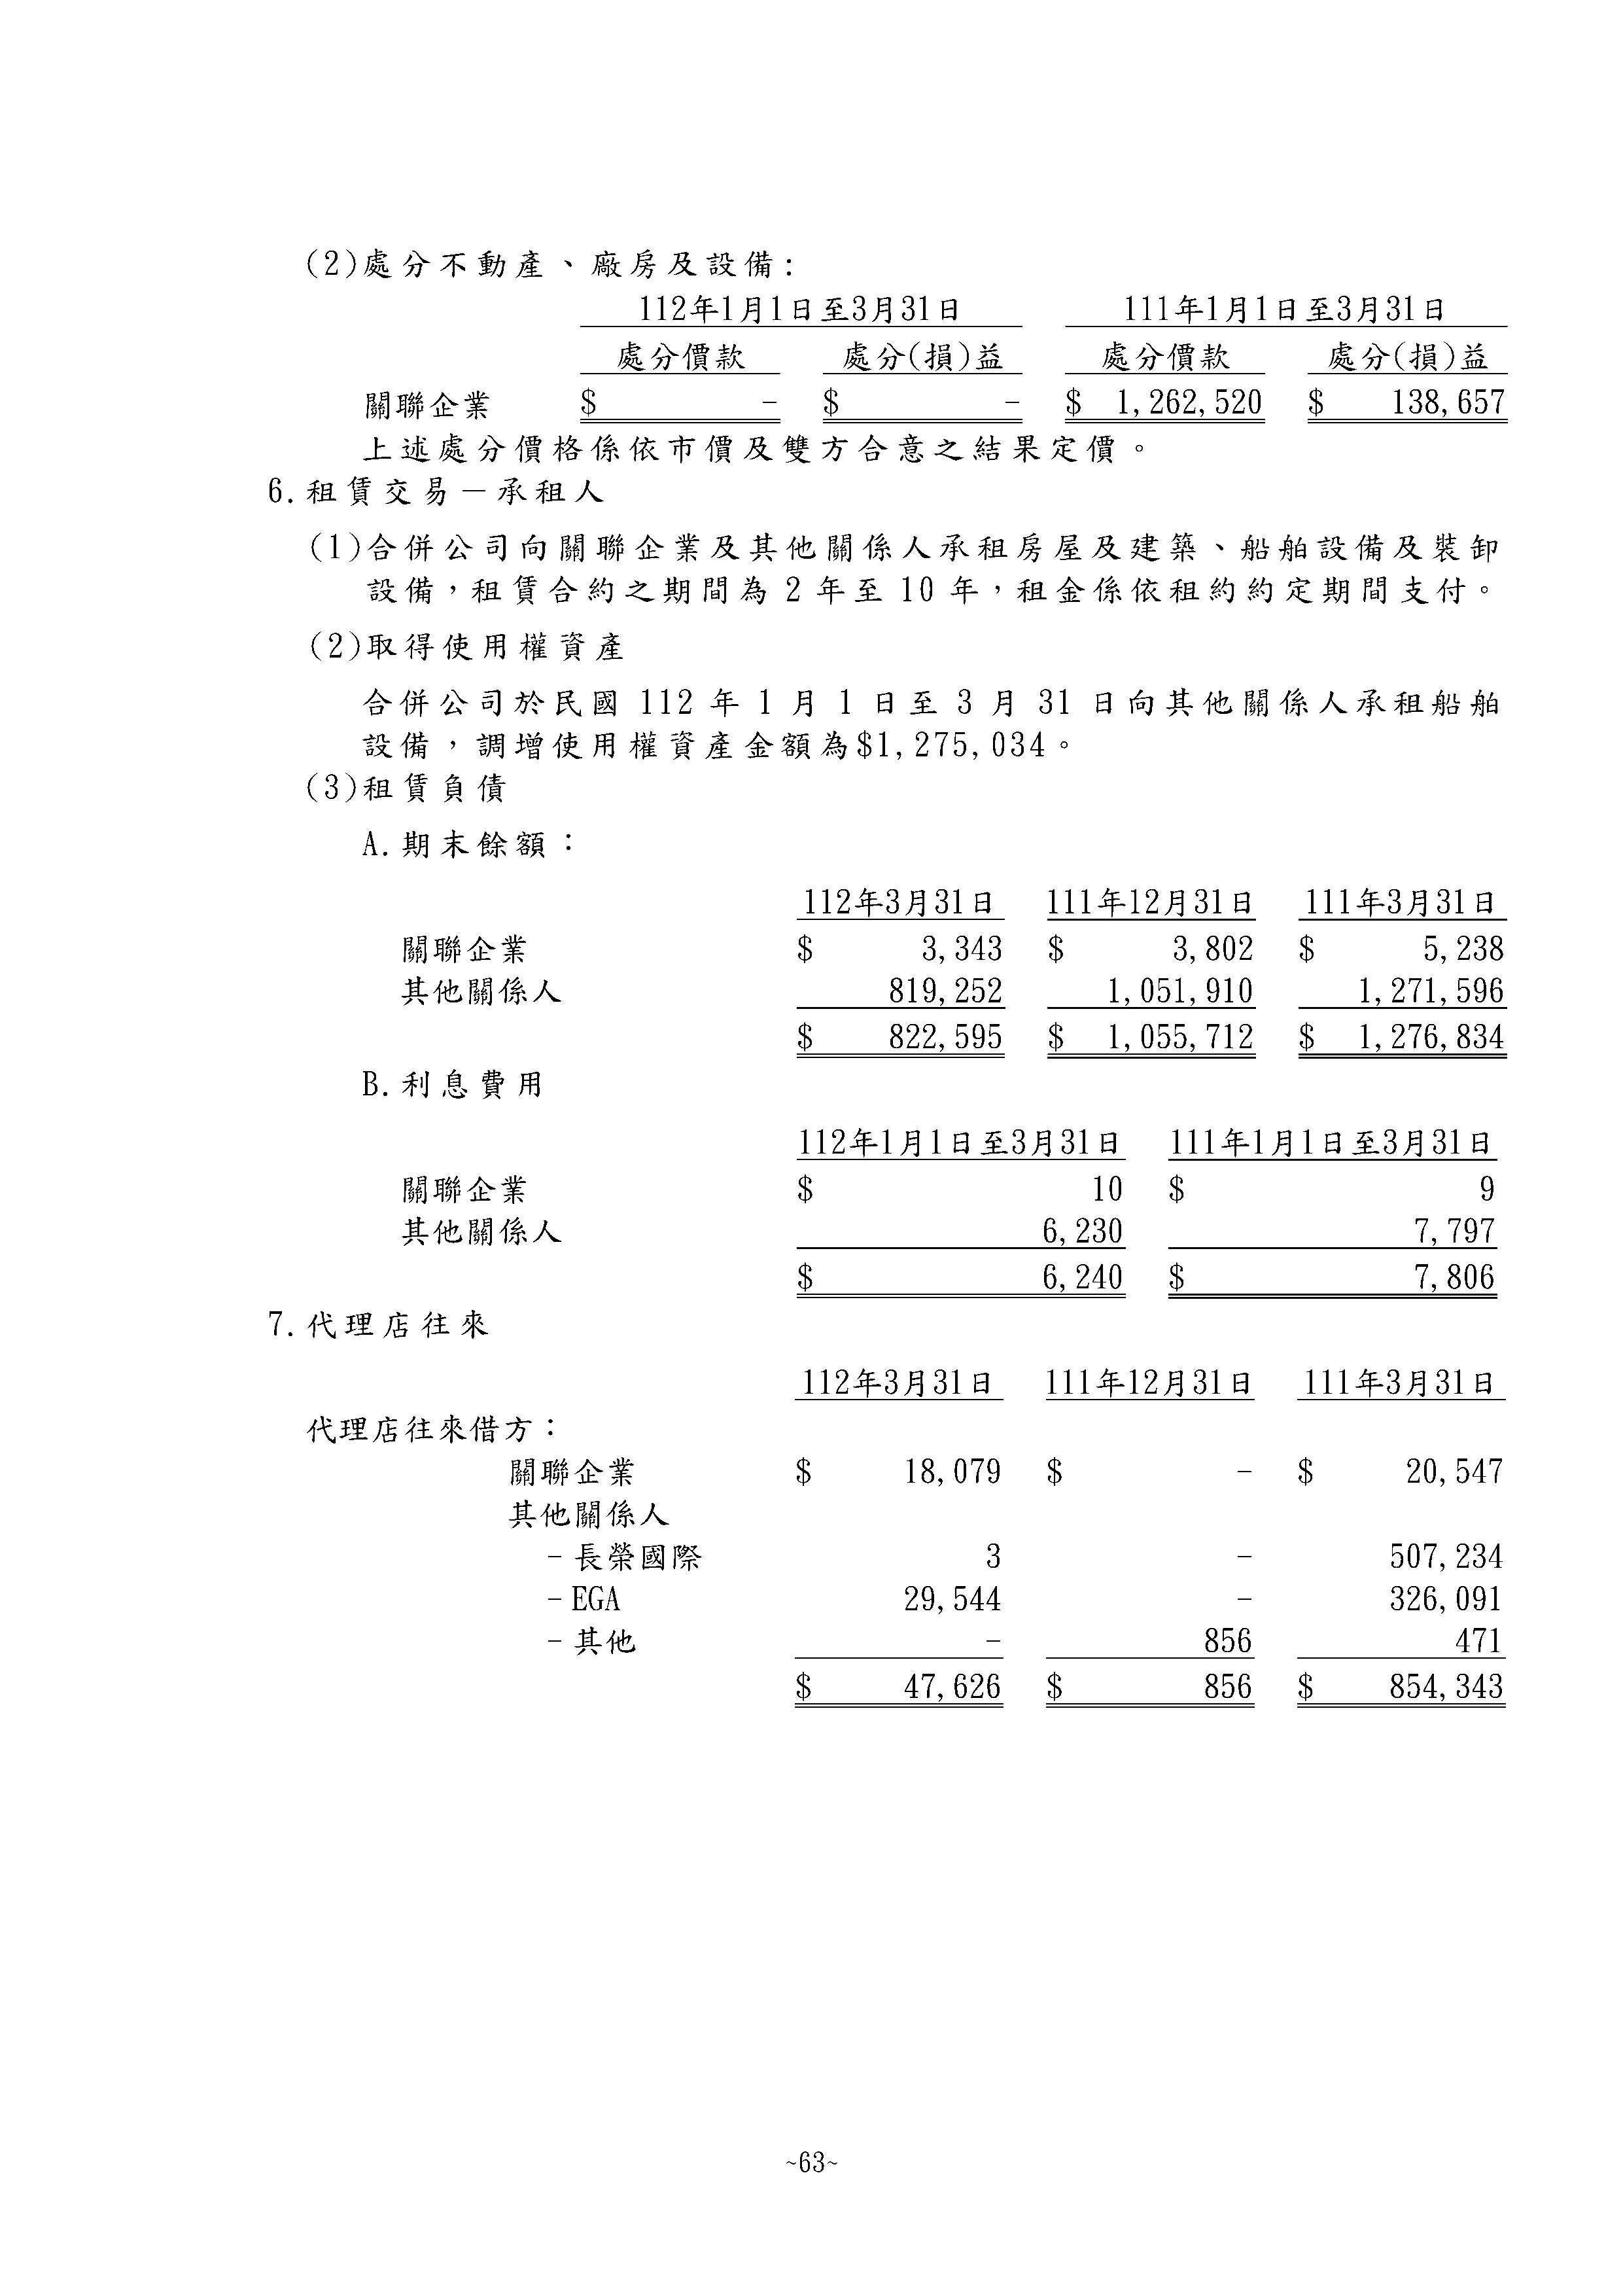 (2)處分不動產、廠房及設備:
112年1月1日至3月31日 111年1月1日至3月31日
處分價款 處分(損)益 處分價款 處分(損)益
關聯企業 $ - $ - $ 1,262,520 $ 138,657
上述處分價格係依市價及雙方合意之結果定價。
6.租賃交易－承租人
(1)合併公司向關聯企業及其他關係人承租房屋及建築、船舶設備及裝卸
設備，租賃合約之期間為 2 年至 10 年，租金係依租約約定期間支付。
(2)取得使用權資產
合併公司於民國 112 年 1 月 1 日至 3 月 31 日向其他關係人承租船舶
設備，調增使用權資產金額為$1,275,034。
(3)租賃負債
A.期末餘額：
112年3月31日 111年12月31日 111年3月31日
關聯企業 $ 3,343 $ 3,802 $ 5,238
其他關係人 819,252 1,051,910 1,271,596
$ 822,595 $ 1,055,712 $ 1,276,834
B.利息費用
112年1月1日至3月31日 111年1月1日至3月31日
關聯企業 $ 10 $ 9
其他關係人 6,230 7,797
$ 6,240 $ 7,806
7.代理店往來
112年3月31日 111年12月31日 111年3月31日
代理店往來借方：
關聯企業 $ 18,079 $ - $ 20,547
其他關係人
-長榮國際 3 - 507,234
-EGA 29,544 - 326,091
-其他 - 856 471
$ 47,626 $ 856 $ 854,343
~63~